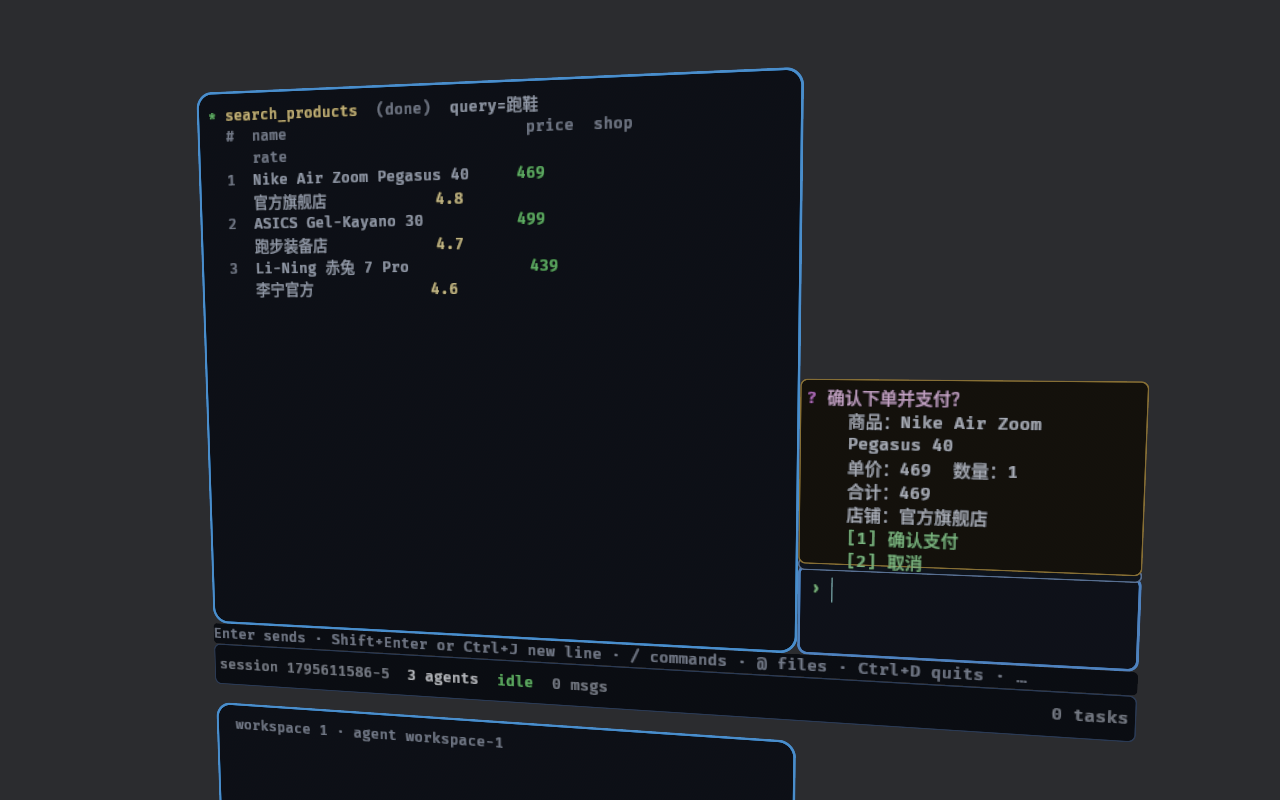 * search_products (done) query=跑鞋
# name price shop
rate
1 Nike Air Zoom Pegasus 40 469
官方旗舰店 4.8
2 ASICS Gel-Kayano 30 499
跑步装备店 4.7
3 Li-Ning 赤兔 7 Pro 439
李宁官方 4.6
? 确认下单并支付?
商品: Nike Air Zoom
Pegasus 40
单价: 469 数量: 1
合计: 469
店铺: 官方旗舰店
[1] 确认支付
[2] 取消
›
Enter sends · Shift+Enter or Ctrl+J new line · / commands · @ files · Ctrl+D quits · …
session 1795611586-5 3 agents idle 0 msgs 0 tasks
workspace 1 · agent workspace-1